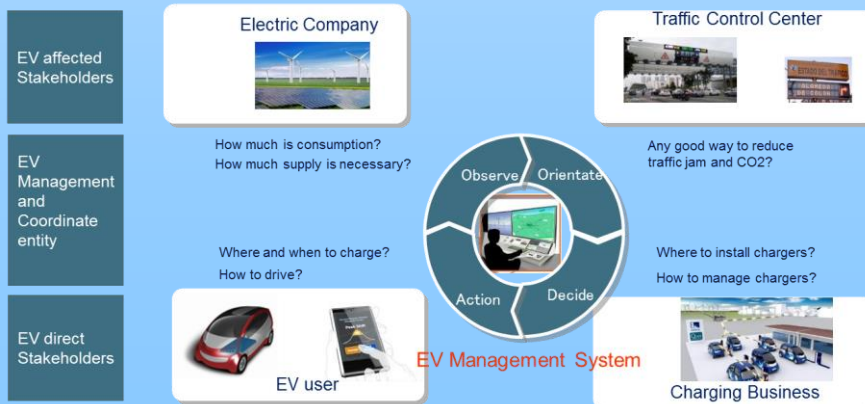 Electric Company
Traffic Control Center
EV affected
Stakeholders
ESTADO DEL TRAFICO
How much is consumption?
How much supply is necessary?
Any good way to reduce
traffic jam and CO2?
EV
Management
and
Coordinate
entity
Observe
Orientate
Action
Decide
Where and when to charge?
How to drive?
Where to install chargers?
How to manage chargers?
EV direct
Stakeholders
EV Management System
EV user
Charging Business